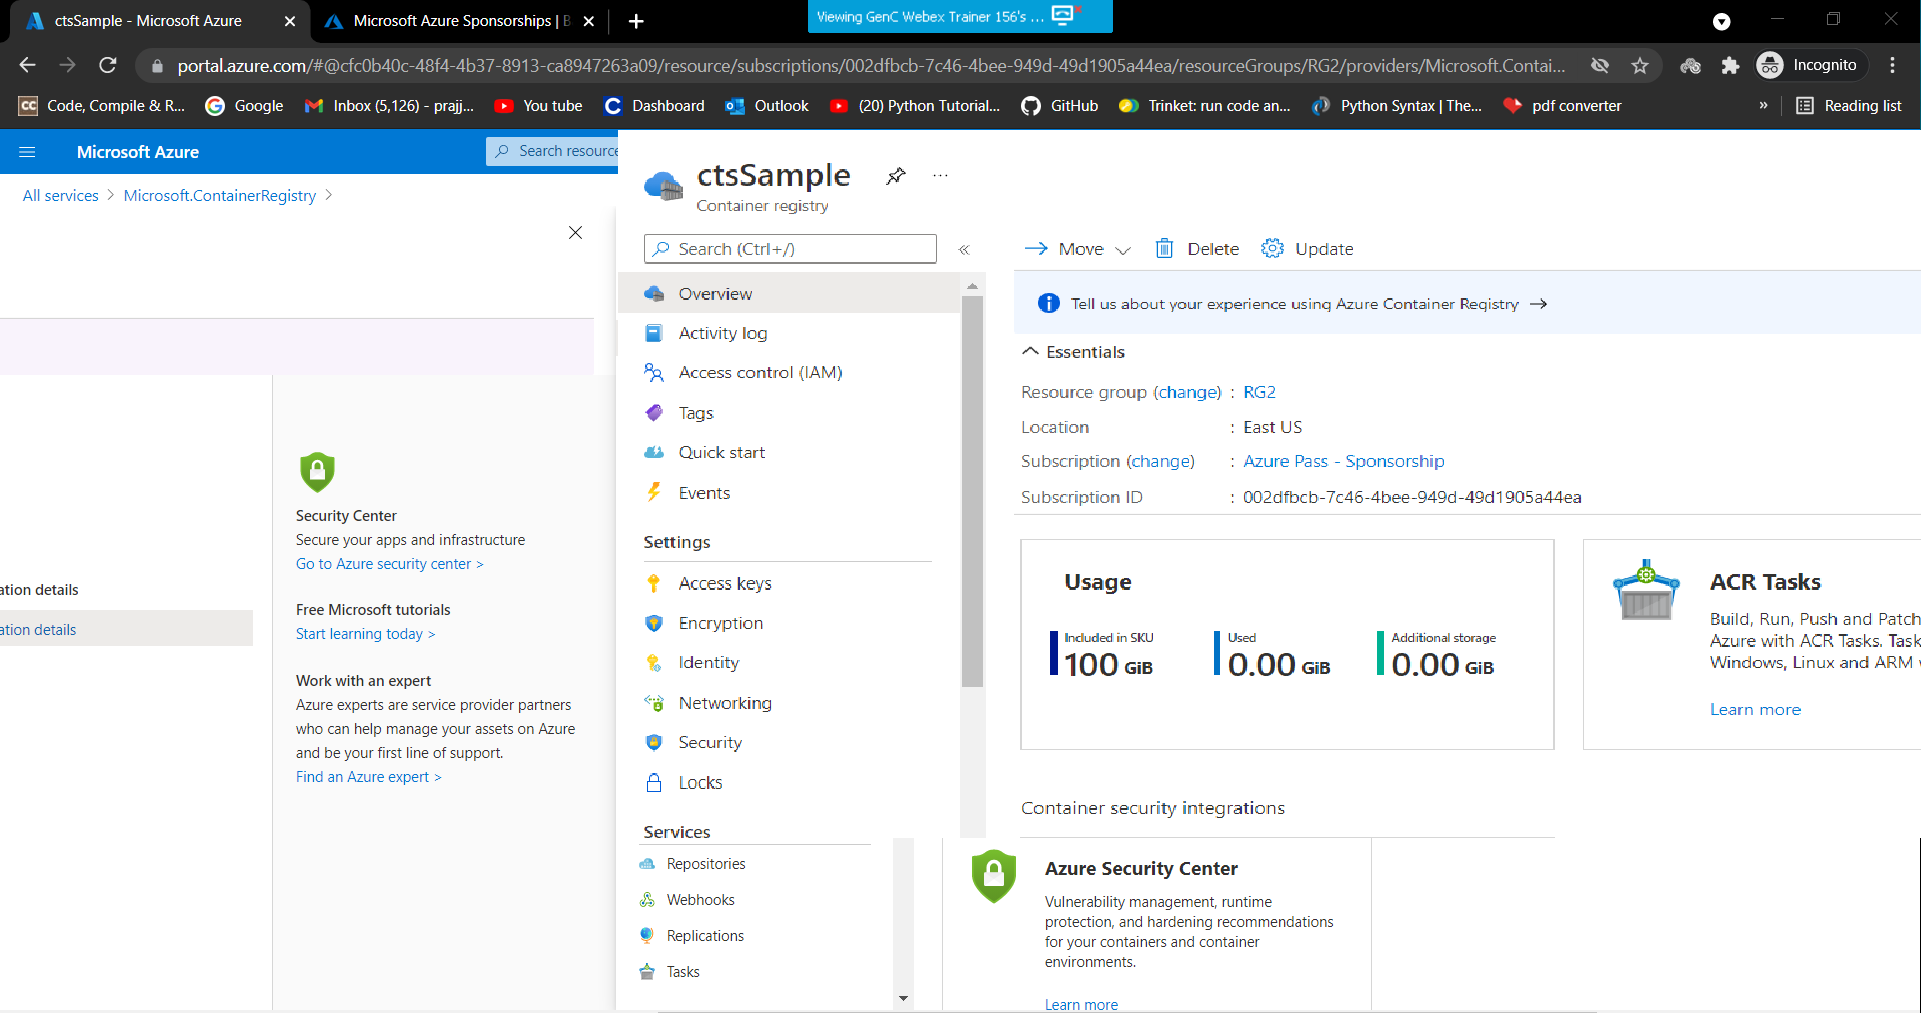 ctsSample - Microsoft Azure
Microsoft Azure Sponsorships | B
Viewing GenC Webex Trainer 156's ...
portal.azure.com/#@cfc0b40c-48f4-4b37-8913-ca8947263a09/resource/subscriptions/002dfbcb-7c46-4bee-949d-49d1905a44ea/resourceGroups/RG2/providers/Microsoft.Contai...
Incognito
CC
Code, Compile & R...
Google
Inbox (5,126) - prajj...
You tube
Dashboard
Outlook
(20) Python Tutorial...
GitHub
Trinket: run code an...
Python Syntax | The...
pdf converter
»
Reading list
Microsoft Azure
Search resource
All services > Microsoft.ContainerRegistry >
ation details
ation details
Security Center
Secure your apps and infrastructure
Go to Azure security center >
Free Microsoft tutorials
Start learning today >
Work with an expert
Azure experts are service provider partners
who can help manage your assets on Azure
and be your first line of support.
Find an Azure expert >
ctsSample
...
Container registry
Search (Ctrl+/)
«
Overview
Activity log
Access control (IAM)
Tags
Quick start
Events
Settings
Access keys
Encryption
Identity
Networking
Security
Locks
Services
Repositories
Webhooks
Replications
Tasks
Move
Delete
Update
Tell us about your experience using Azure Container Registry →
Essentials
Resource group (change) : RG2
Location : East US
Subscription (change) : Azure Pass - Sponsorship
Subscription ID : 002dfbcb-7c46-4bee-949d-49d1905a44ea
Usage
Included in SKU
100 GiB
Used
0.00 GiB
Additional storage
0.00 GiB
ACR Tasks
Build, Run, Push and Patch
Azure with ACR Tasks. Task
Windows, Linux and ARM
Learn more
Container security integrations
Azure Security Center
Vulnerability management, runtime
protection, and hardening recommendations
for your containers and container
environments.
Learn more